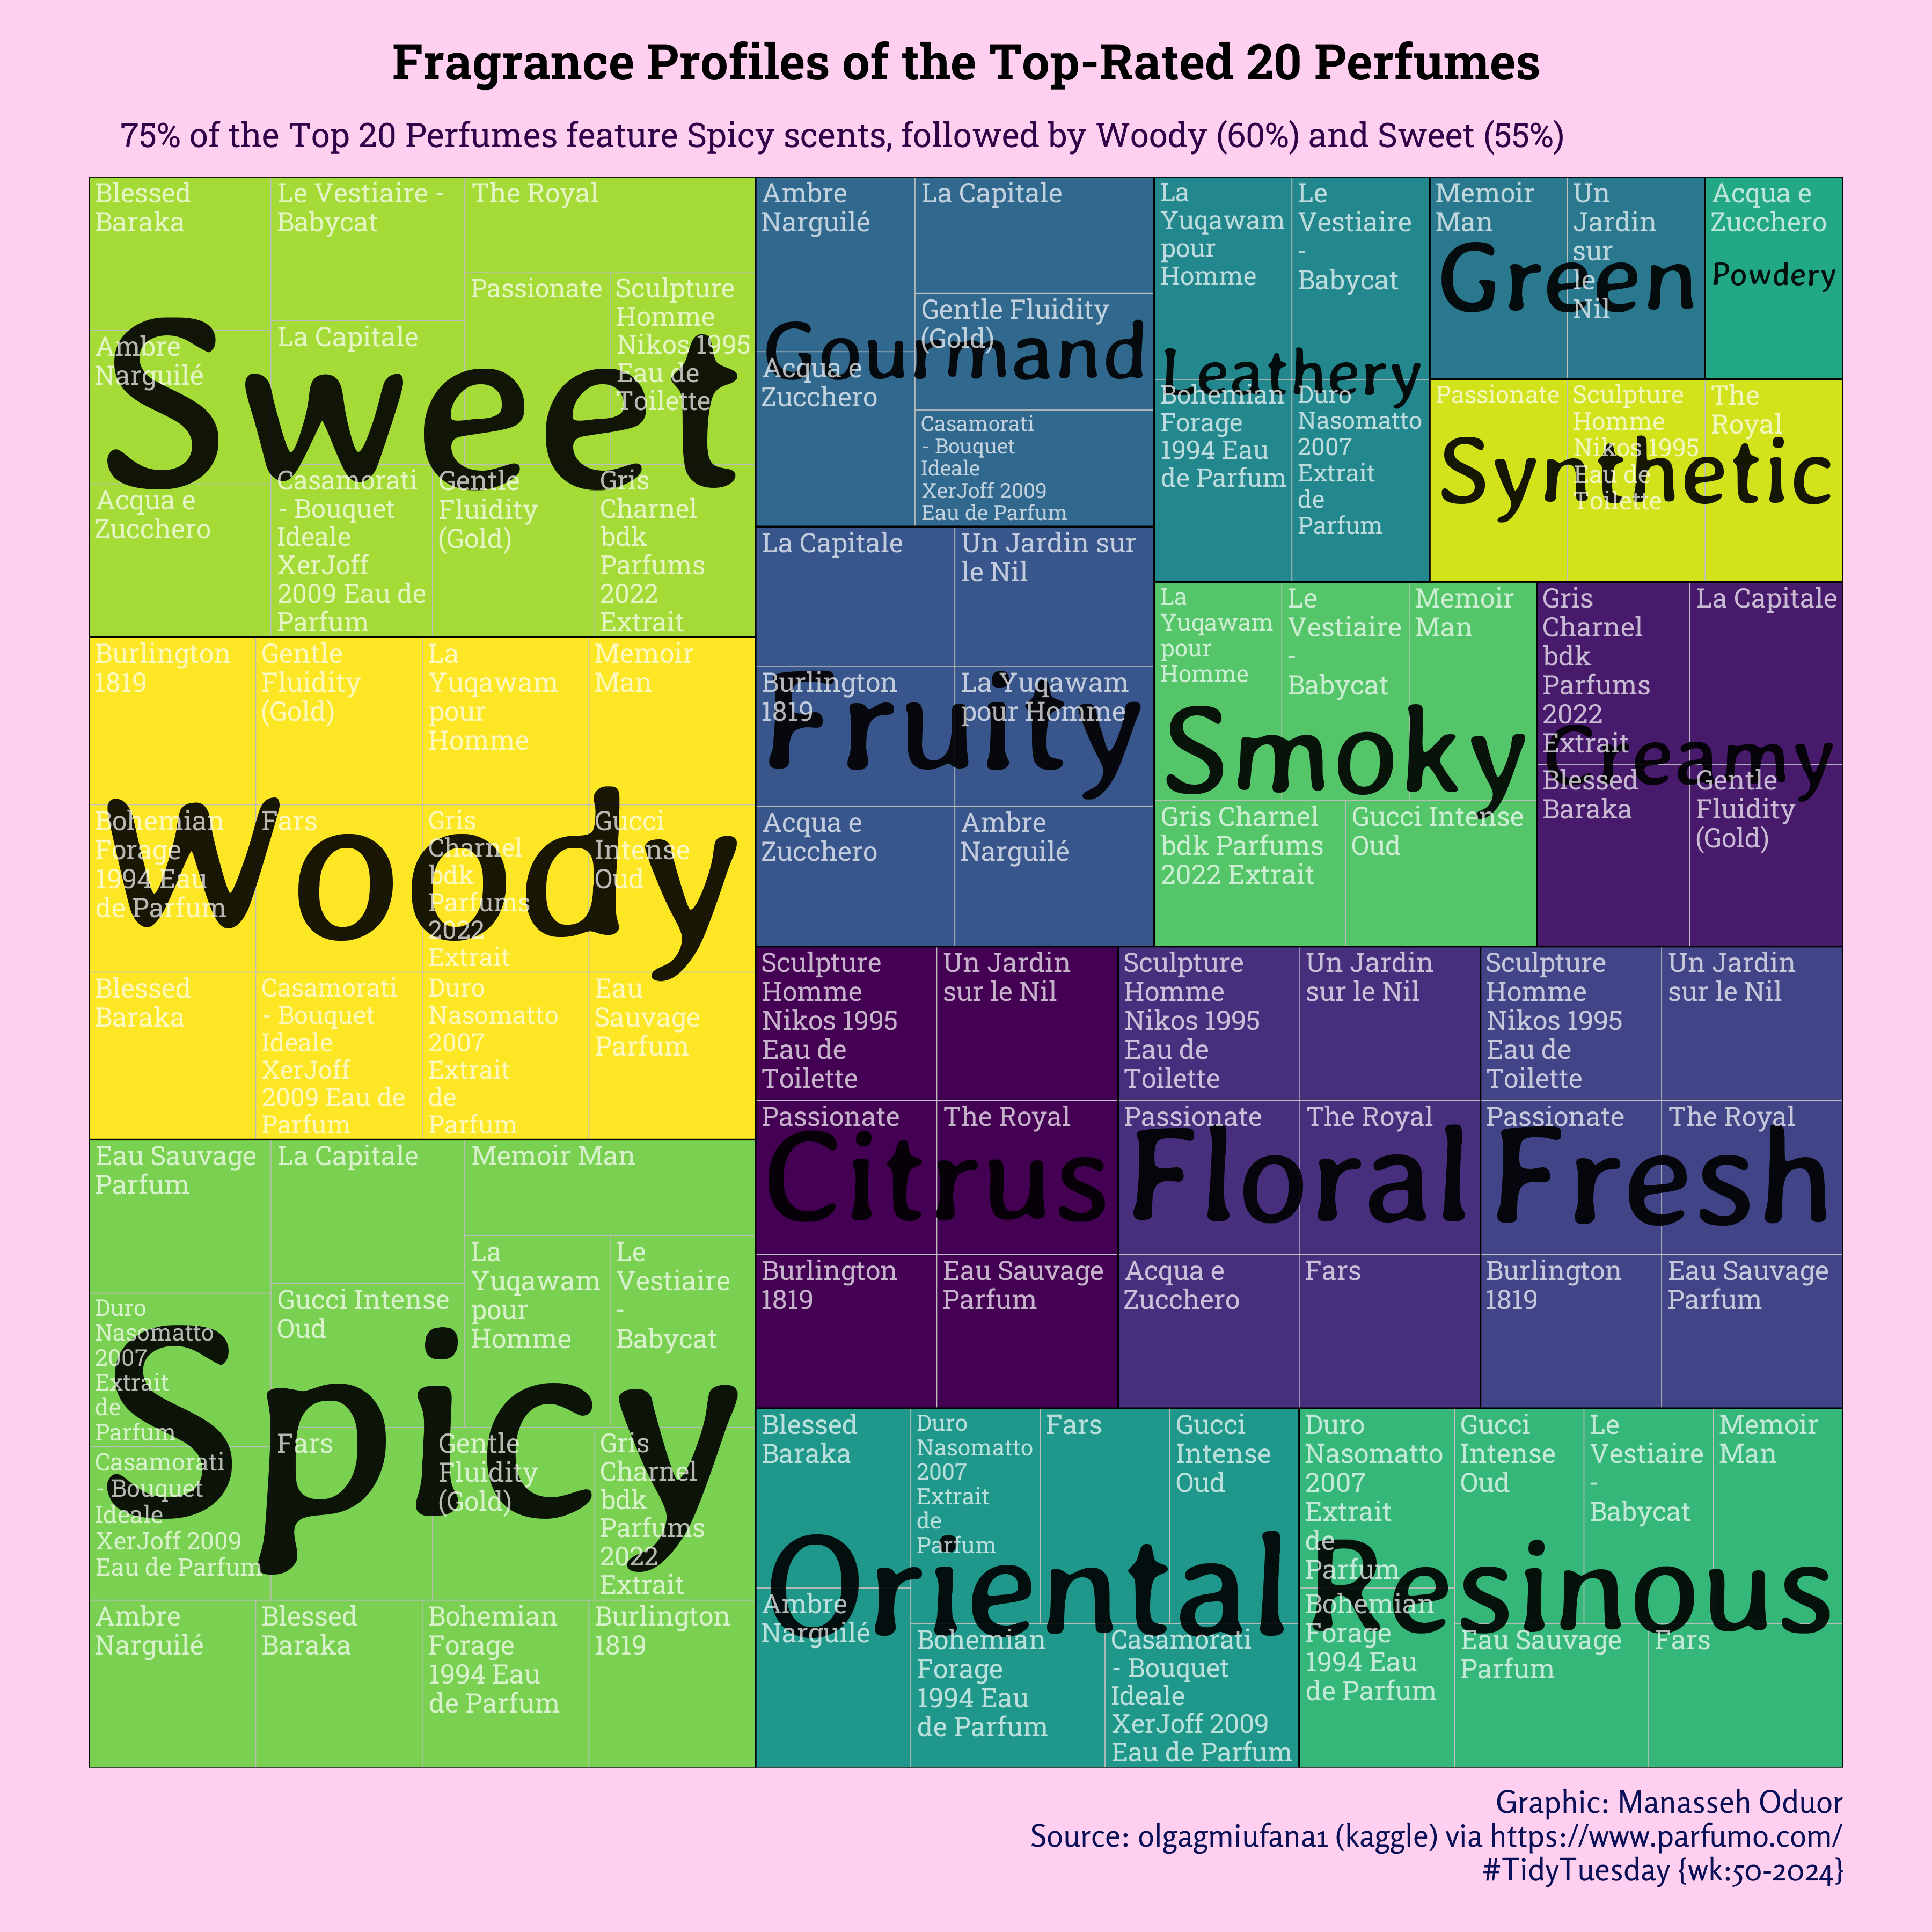 Fragrance Profiles of the Top-Rated 20 Perfumes
75% of the Top 20 Perfumes feature Spicy scents, followed by Woody (60%) and Sweet (55%)
Sweet
Blessed
Baraka
Le Vestiaire -
Babycat
The Royal
Passionate
Sculpture
Homme
Nikos 1995
Eau de
Toilette
Ambre
Narguilé
La Capitale
Acqua e
Zucchero
Casamorati
- Bouquet
Ideale
XerJoff
2009 Eau de
Parfum
Gentle
Fluidity
(Gold)
Gris
Charnel
bdk
Parfums
2022
Extrait
Woody
Burlington
1819
Gentle
Fluidity
(Gold)
La
Yuqawam
pour
Homme
Memoir
Man
Bohemian
Forage
1994 Eau
de Parfum
Fars
Gris
Charnel
bdk
Parfums
2022
Extrait
Gucci
Intense
Oud
Blessed
Baraka
Casamorati
- Bouquet
Ideale
XerJoff
2009 Eau de
Parfum
Duro
Nasomatto
2007
Extrait
de
Parfum
Eau
Sauvage
Parfum
Spicy
Eau Sauvage
Parfum
La Capitale
Memoir Man
Duro
Nasomatto
2007
Extrait
de
Parfum
Gucci Intense
Oud
La
Yuqawam
pour
Homme
Le
Vestiaire
-
Babycat
Casamorati
- Bouquet
Ideale
XerJoff 2009
Eau de Parfum
Fars
Gentle
Fluidity
(Gold)
Gris
Charnel
bdk
Parfums
2022
Extrait
Ambre
Narguilé
Blessed
Baraka
Bohemian
Forage
1994 Eau
de Parfum
Burlington
1819
Gourmand
Ambre
Narguilé
La Capitale
Gentle Fluidity
(Gold)
Acqua e
Zucchero
Casamorati
- Bouquet
Ideale
XerJoff 2009
Eau de Parfum
Fruity
La Capitale
Un Jardin sur
le Nil
Burlington
1819
La Yuqawam
pour Homme
Acqua e
Zucchero
Ambre
Narguilé
Leathery
La
Yuqawam
pour
Homme
Le
Vestiaire
-
Babycat
Bohemian
Forage
1994 Eau
de Parfum
Duro
Nasomatto
2007
Extrait
de
Parfum
Green
Memoir
Man
Un
Jardin
sur
le
Nil
Acqua e
Zucchero
Powdery
Synthetic
Passionate
Sculpture
Homme
Nikos 1995
Eau de
Toilette
The
Royal
Smoky
La
Yuqawam
pour
Homme
Le
Vestiaire
-
Babycat
Memoir
Man
Gris Charnel
bdk Parfums
2022 Extrait
Gucci Intense
Oud
Creamy
Gris
Charnel
bdk
Parfums
2022
Extrait
La Capitale
Blessed
Baraka
Gentle
Fluidity
(Gold)
Citrus
Sculpture
Homme
Nikos 1995
Eau de
Toilette
Un Jardin
sur le Nil
Passionate
The Royal
Burlington
1819
Eau Sauvage
Parfum
Floral
Sculpture
Homme
Nikos 1995
Eau de
Toilette
Un Jardin
sur le Nil
Passionate
The Royal
Acqua e
Zucchero
Fars
Fresh
Sculpture
Homme
Nikos 1995
Eau de
Toilette
Un Jardin
sur le Nil
Passionate
The Royal
Burlington
1819
Eau Sauvage
Parfum
Oriental
Blessed
Baraka
Duro
Nasomatto
2007
Extrait
de
Parfum
Fars
Gucci
Intense
Oud
Ambre
Narguilé
Bohemian
Forage
1994 Eau
de Parfum
Casamorati
- Bouquet
Ideale
XerJoff 2009
Eau de Parfum
Resinous
Duro
Nasomatto
2007
Extrait
de
Parfum
Gucci
Intense
Oud
Le
Vestiaire
-
Babycat
Memoir
Man
Bohemian
Forage
1994 Eau
de Parfum
Eau Sauvage
Parfum
Fars
Graphic: Manasseh Oduor
Source: olgagmiufana1 (kaggle) via https://www.parfumo.com/
#TidyTuesday {wk:50-2024}